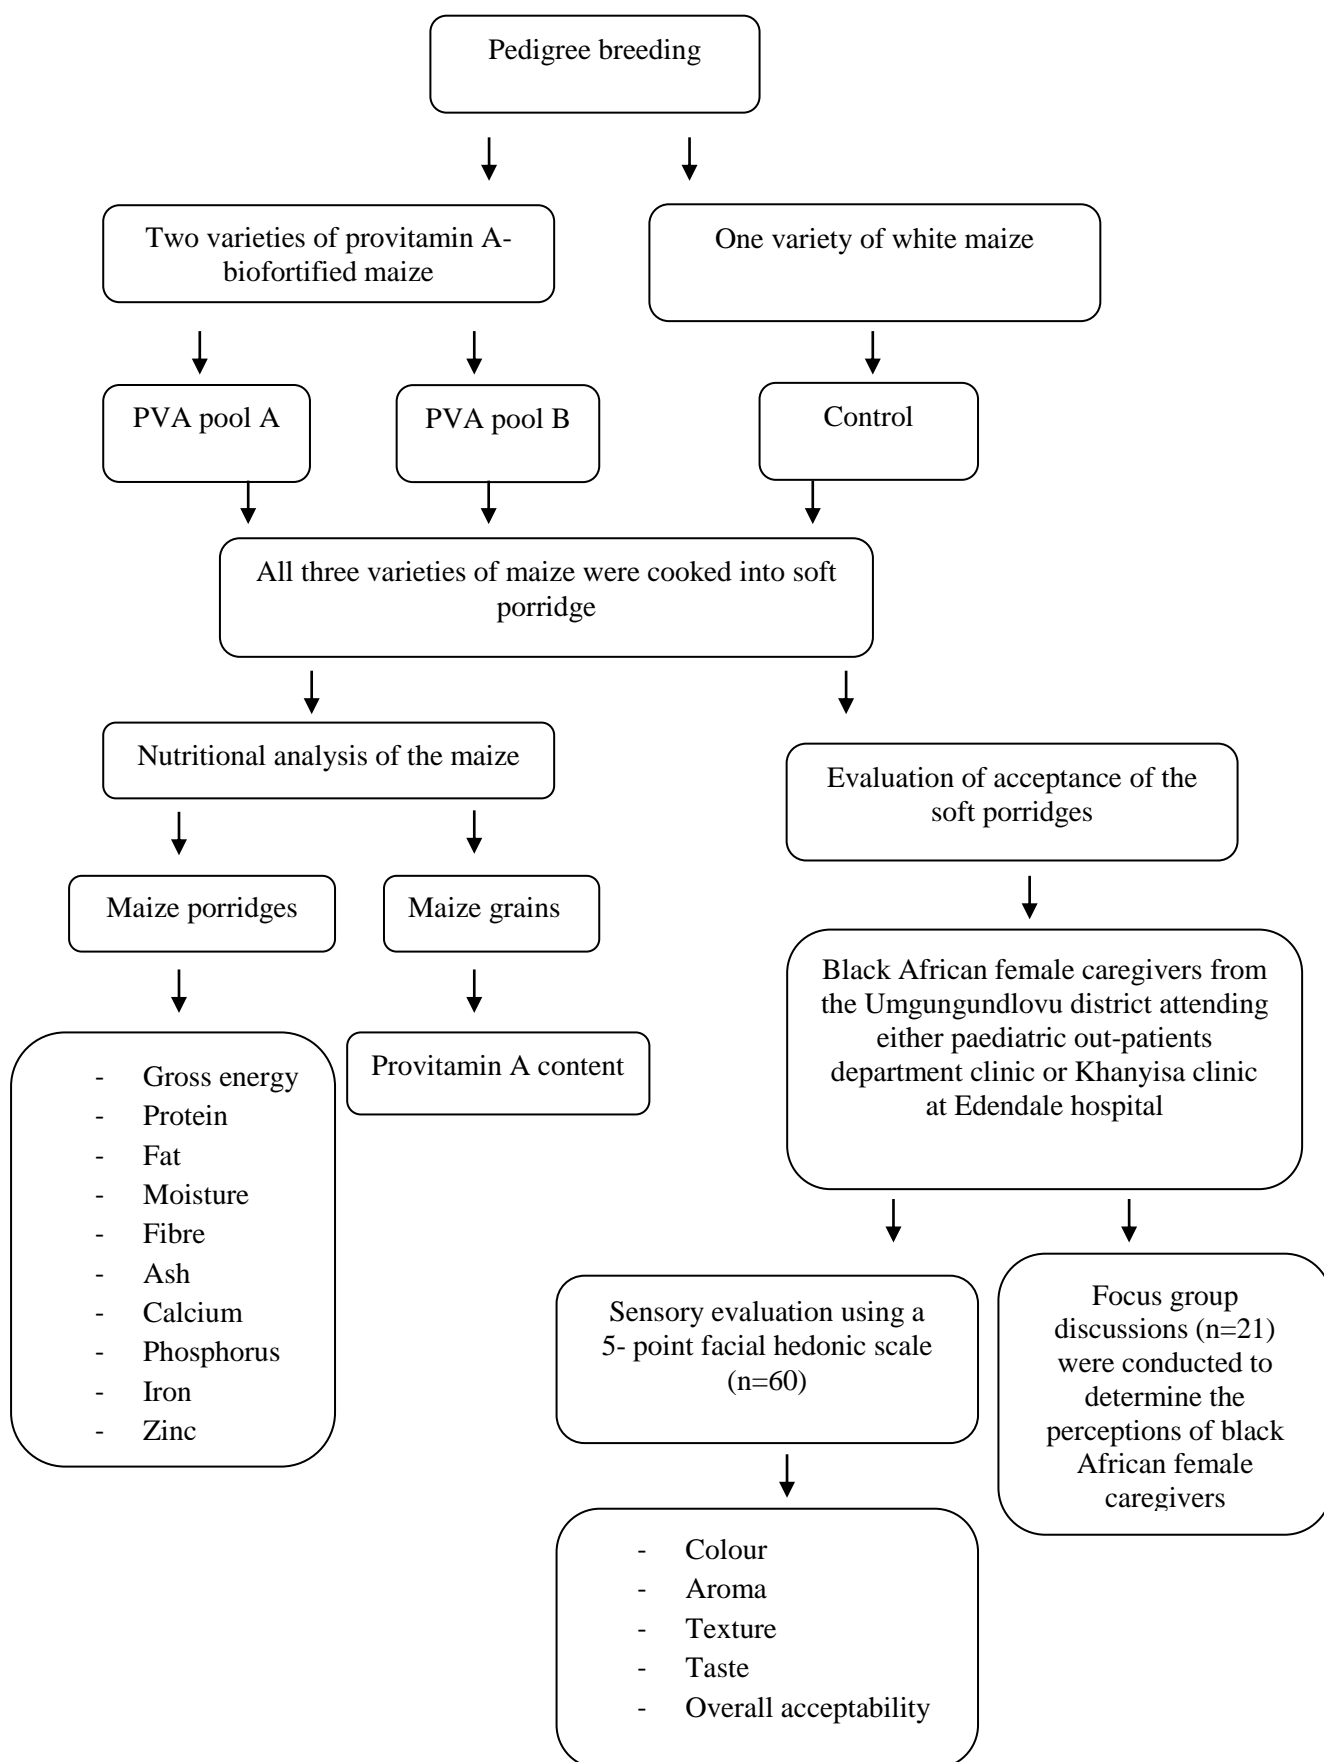 Pedigree breeding
Two varieties of provitamin A-
biofortified maize
One variety of white maize
PVA pool A
PVA pool B
Control
All three varieties of maize were cooked into soft
porridge
Nutritional analysis of the maize
Evaluation of acceptance of the
soft porridges
Maize porridges
Maize grains
Black African female caregivers from
the Umgungundlovu district attending
either paediatric out-patients
department clinic or Khanyisa clinic
at Edendale hospital
- Gross energy
- Protein
- Fat
- Moisture
- Fibre
- Ash
- Calcium
- Phosphorus
- Iron
- Zinc
Provitamin A content
Sensory evaluation using a
5- point facial hedonic scale
(n=60)
Focus group
discussions (n=21)
were conducted to
determine the
perceptions of black
African female
caregivers
- Colour
- Aroma
- Texture
- Taste
- Overall acceptability